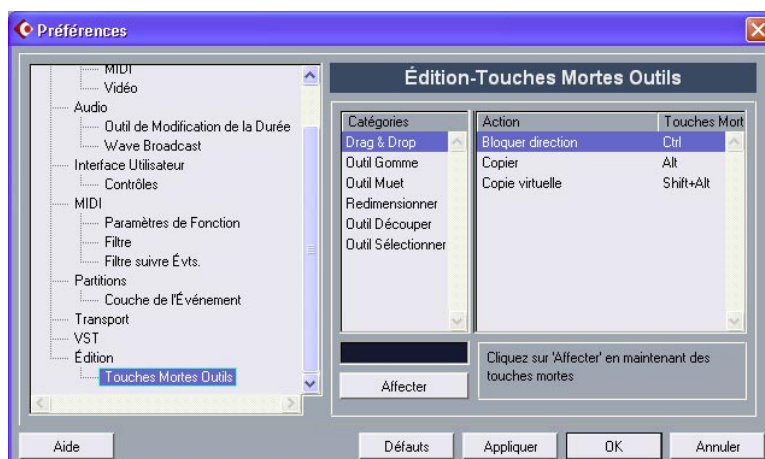 Préférences
MIDI
Vidéo
Audio
Outil de Modification de la Durée
Wave Broadcast
Interface Utilisateur
Contrôles
MIDI
Paramètres de Fonction
Filtre
Filtre suivre Évts.
Partitions
Couche de l'Événement
Transport
VST
Édition
Touches Mortes Outils
Édition-Touches Mortes Outils
Catégories
Drag & Drop
Outil Gomme
Outil Muet
Redimensionner
Outil Découper
Outil Sélectionner
Action Touches Mort
Bloquer direction Ctrl
Copier Alt
Copie virtuelle Shift+Alt
Affecter
Cliquez sur 'Affecter' en maintenant des
touches mortes
Aide Défauts Appliquer OK Annuler